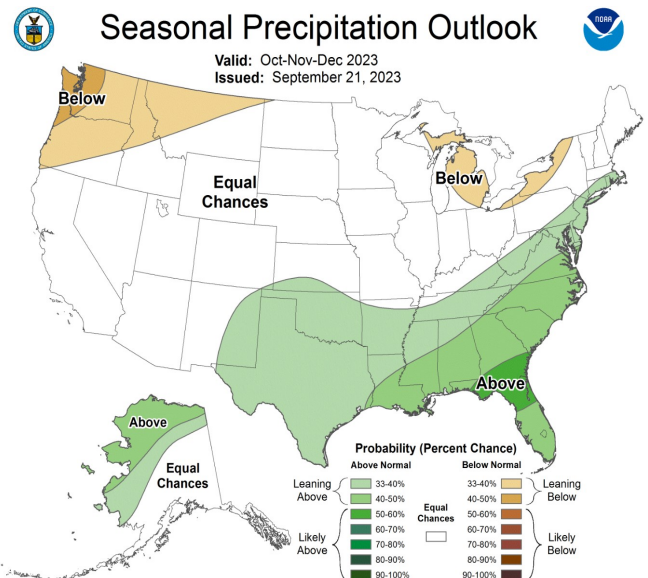 Seasonal Precipitation Outlook
NOAA
Valid: Oct-Nov-Dec 2023
Issued: September 21, 2023
Below
Equal
Chances
Below
Above
Above
Equal
Chances
Probability (Percent Chance)
Above Normal
Below Normal
Leaning
Above
33-40%
40-50%
Likely
Above
50-60%
60-70%
70-80%
80-90%
90-100%
Equal
Chances
33-40%
40-50%
Leaning
Below
50-60%
60-70%
70-80%
80-90%
90-100%
Likely
Below